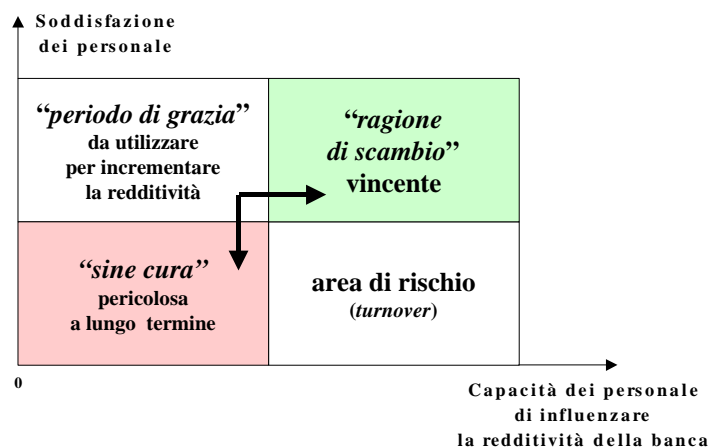 Soddisfazione
dei personale
“periodo di grazia”
da utilizzare
per incrementare
la redditività
“ragione
di scambio”
vincente
“sine cura”
pericolosa
a lungo termine
area di rischio
(turnover)
0
Capacità dei personale
di influenzare
la redditività della banca